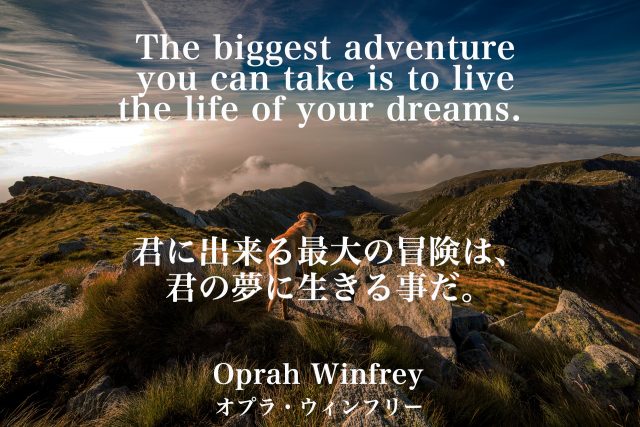 The biggest adventure
you can take is to live
the life of your dreams.
君に出来る最大の冒険は、
君の夢に生きる事だ。
Oprah Winfrey
オプラ・ウィンフリー